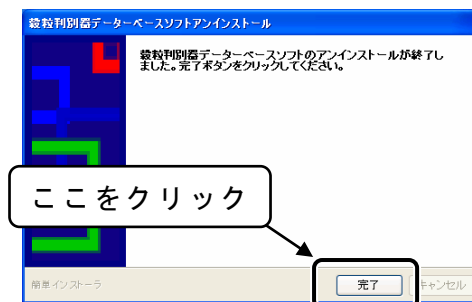 穀粒判別器データーベースソフトアンインストール
穀粒判別器データーベースソフトのアンインストールが終了し
ました。完了ボタンをクリックしてください。
ここをクリック
簡単インストーラ
完了
キャンセル